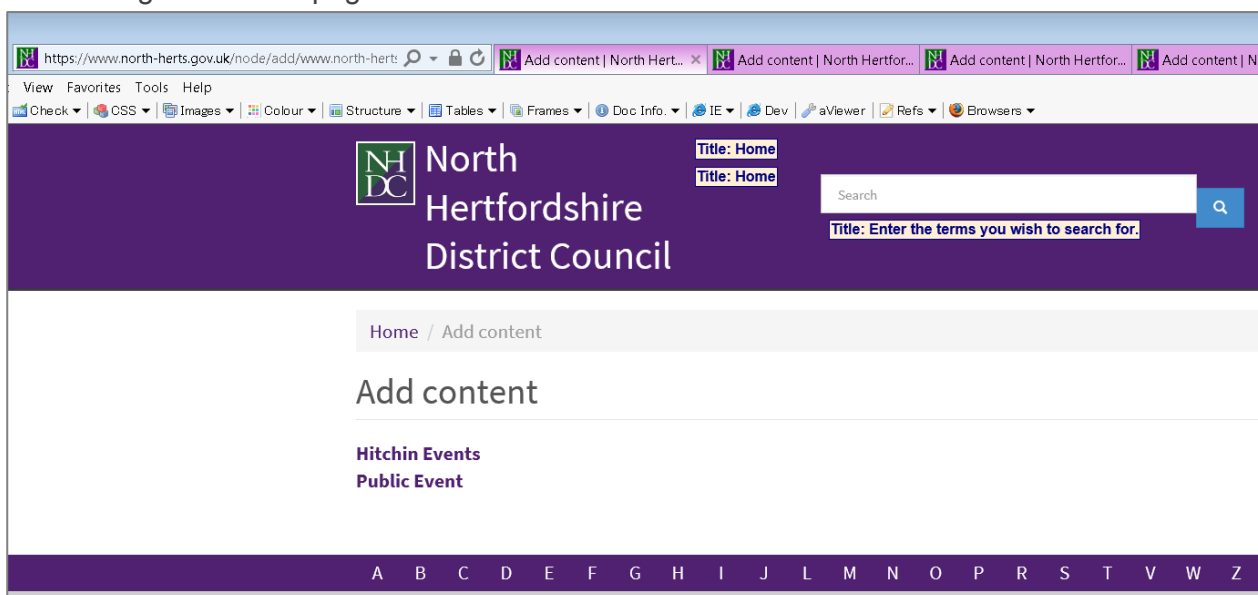 https://www.north-herts.gov.uk/node/add/www.north-herts Add content | North Hert... Add content | North Hertfor... Add content | North Hertfor... Add content | N
View Favorites Tools Help
Check CSS Images Colour Structure Tables Frames Doc Info. IE Dev aViewer Refs Browsers
NH
DC
North
Hertfordshire
District Council
Title: Home
Title: Home
Search
Title: Enter the terms you wish to search for.
Home / Add content
Add content
Hitchin Events
Public Event
A B C D E F G H I J L M N O P R S T V W Z